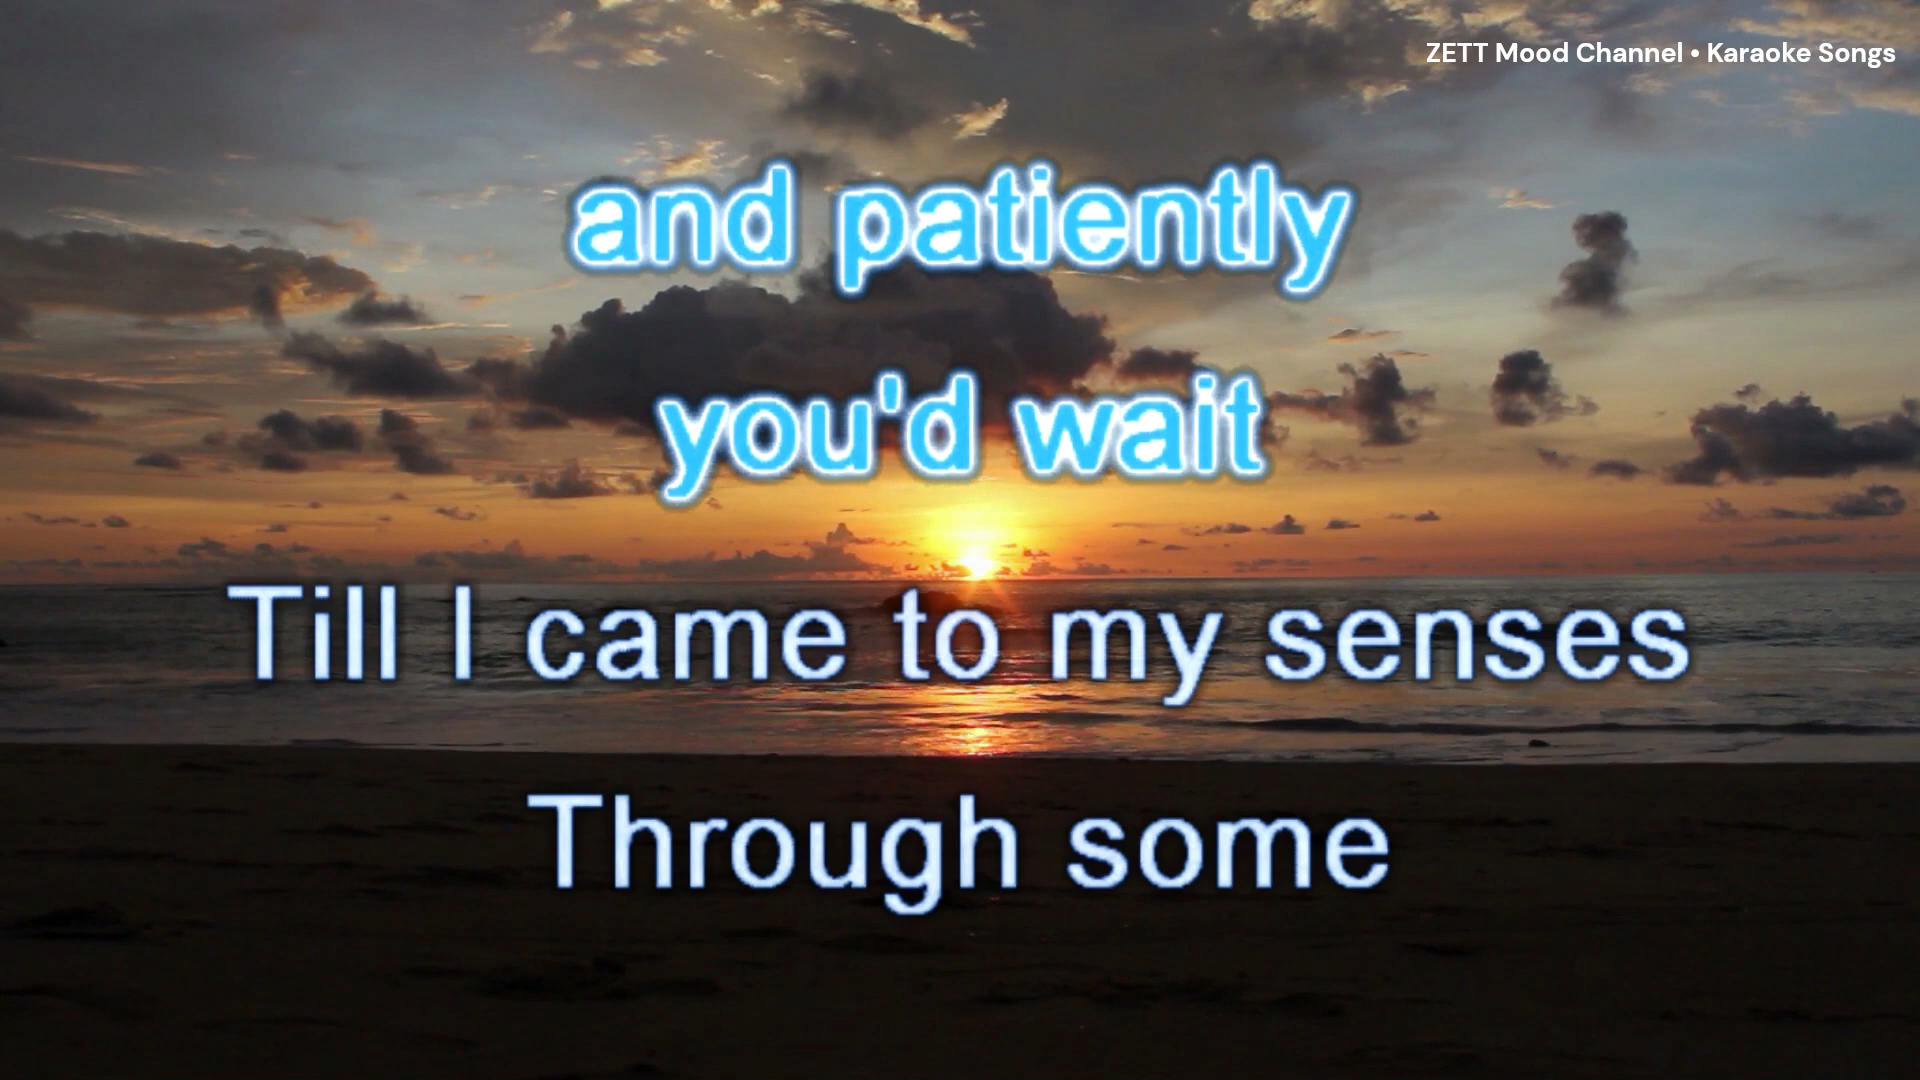 ZETT Mood Channel • Karaoke Songs
and patiently
you'd wait
Till I came to my senses
Through some